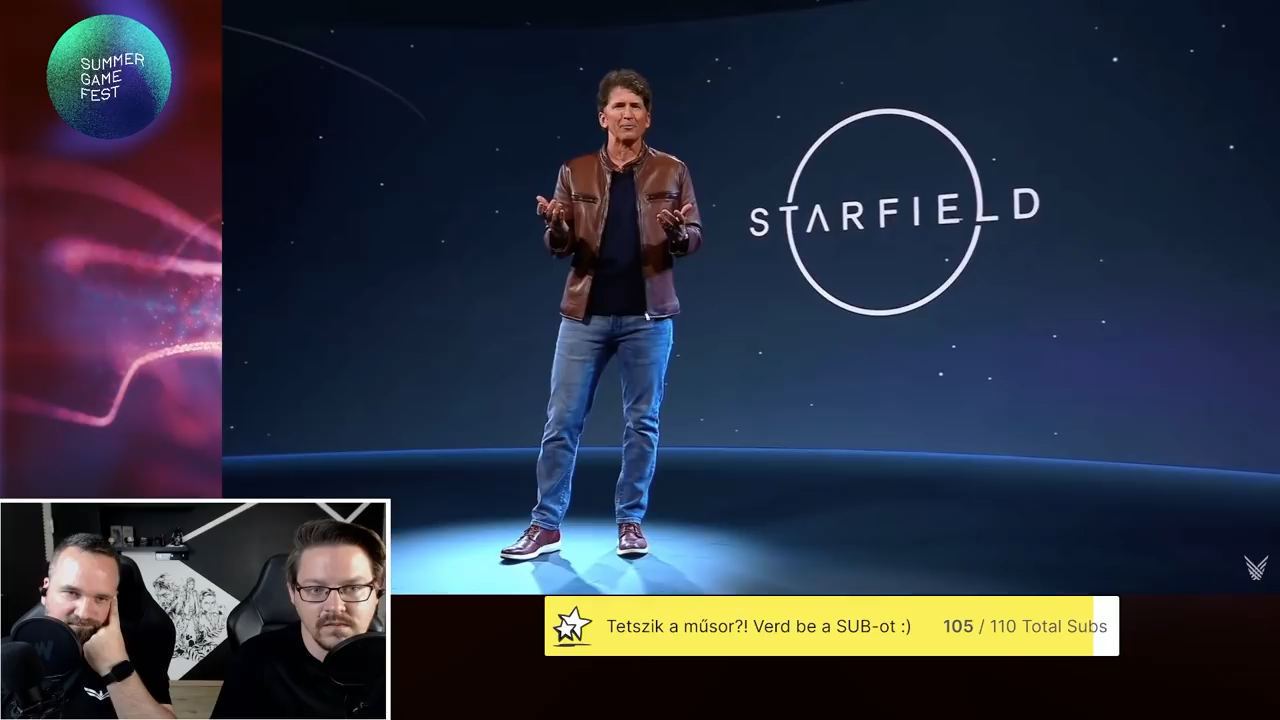 SUMMER
GAME
FEST
STARFIELD
Tetszik a műsor?! Verd be a SUB-ot :) 105 / 110 Total Subs